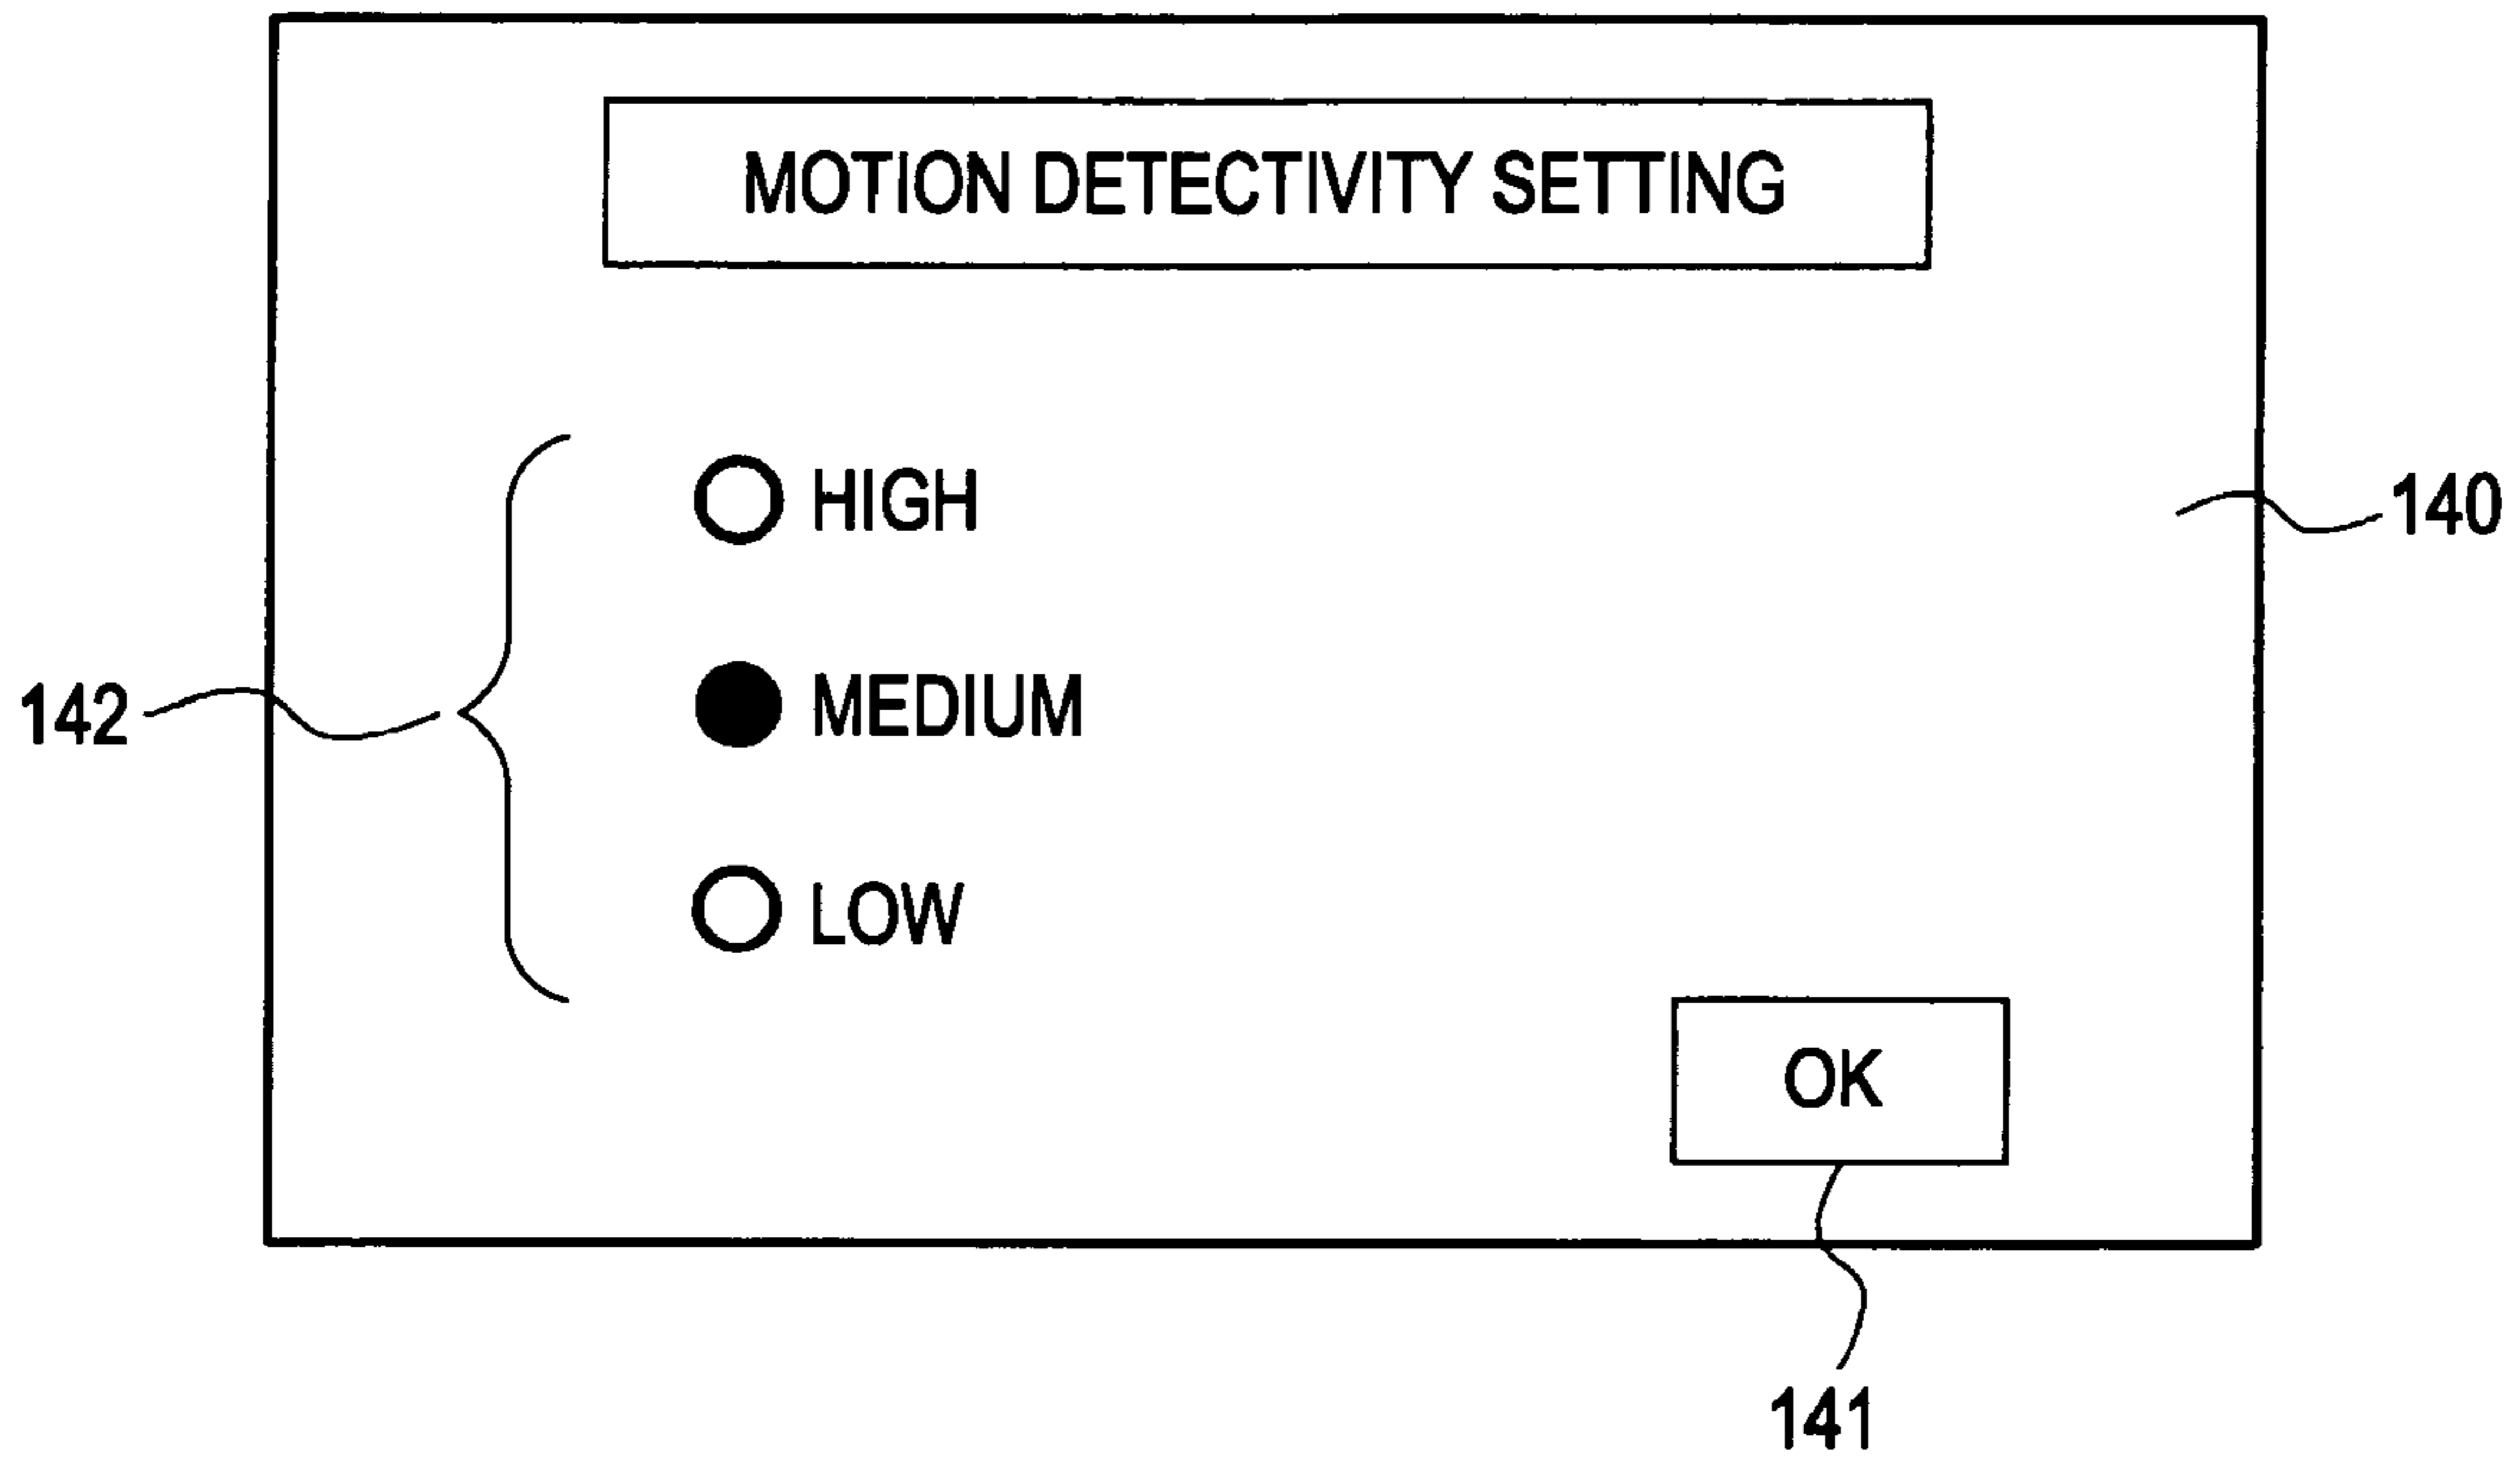 MOTION DETECTIVITY SETTING
HIGH
140
142
MEDIUM
LOW
OK
141